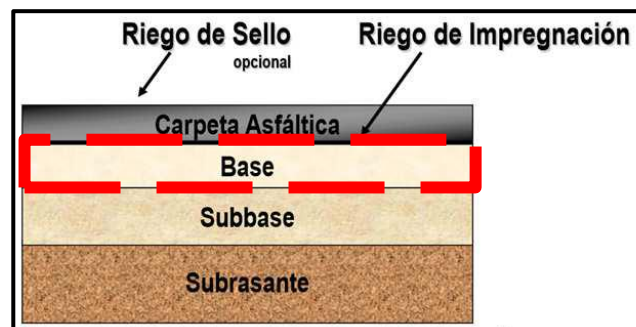 Riego de Sello
opcional
Riego de Impregnación
Carpeta Asfáltica
Base
Subbase
Subrasante